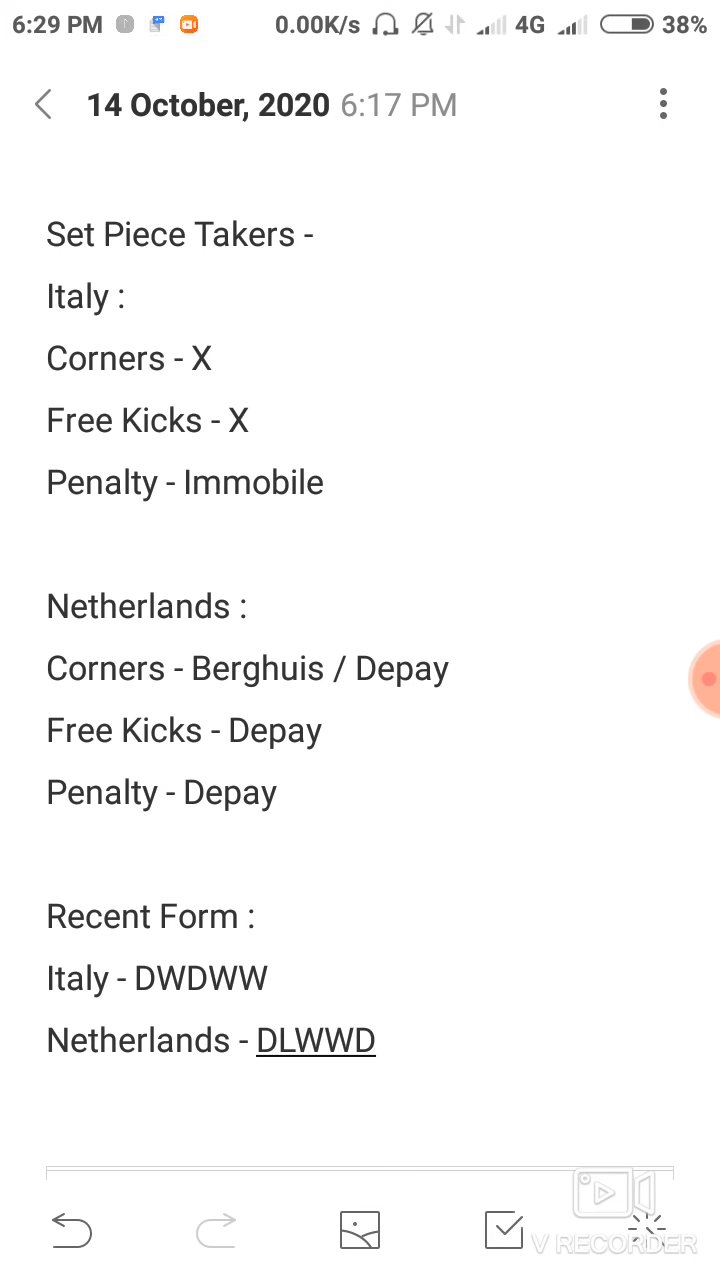 6:29 PM 0.00K/s 4G 38%
14 October, 2020 6:17 PM
Set Piece Takers -
Italy :
Corners - X
Free Kicks - X
Penalty - Immobile
Netherlands :
Corners - Berghuis / Depay
Free Kicks - Depay
Penalty - Depay
Recent Form :
Italy - DWDWW
Netherlands - DLWWD
V RECORDER